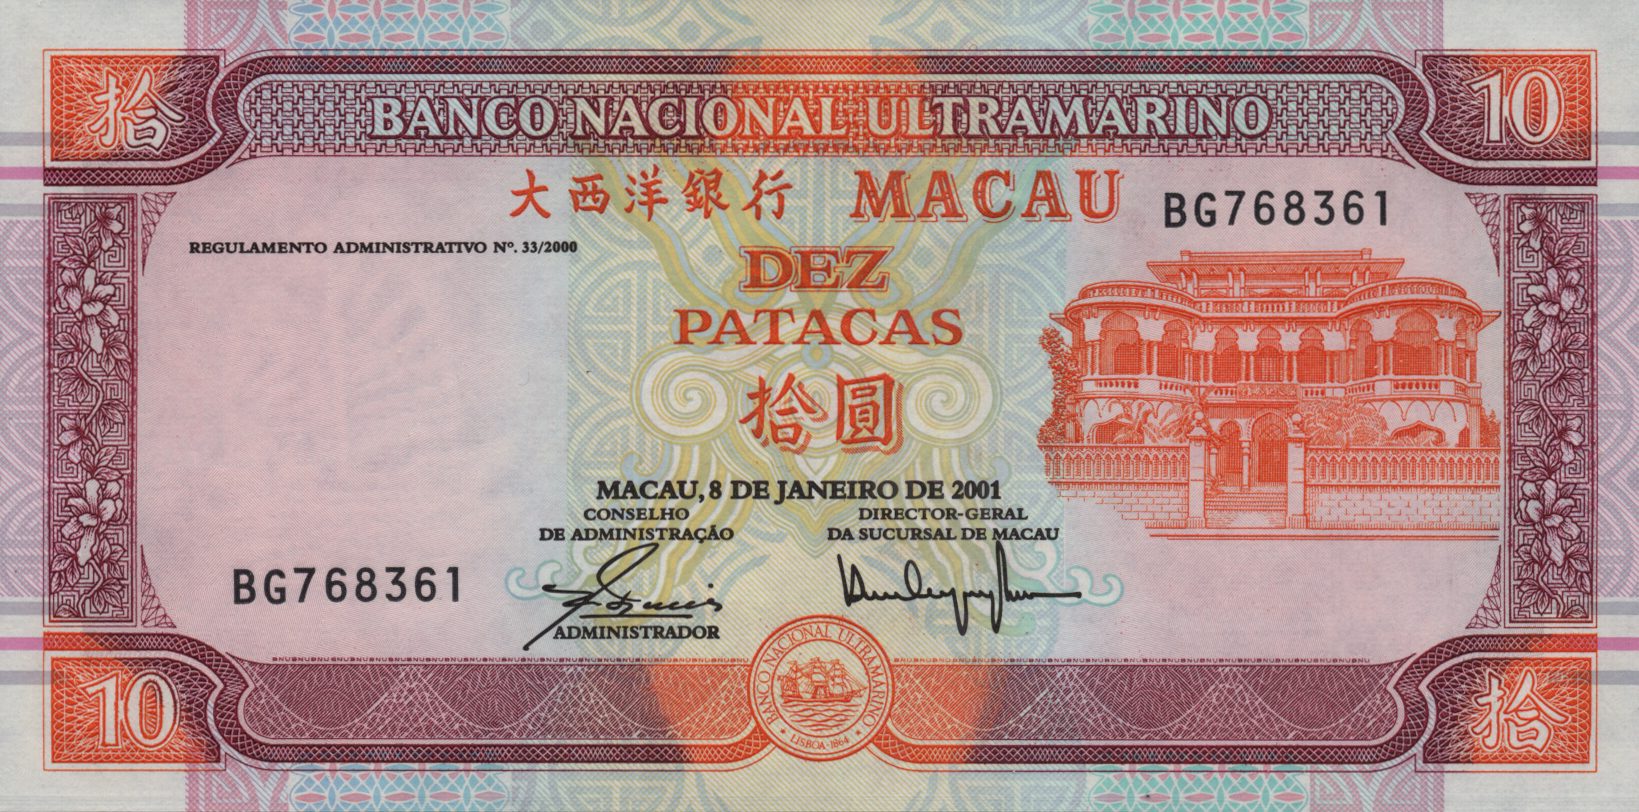 拾
BANCO NACIONAL ULTRAMARINO
10
大西洋銀行 MACAU
BG768361
REGULAMENTO ADMINISTRATIVO Nº. 33/2000
DEZ
PATACAS
拾圓
MACAU, 8 DE JANEIRO DE 2001
CONSELHO
DE ADMINISTRAÇÃO
DIRECTOR-GERAL
DA SUCURSAL DE MACAU
BG768361
ADMINISTRADOR
10
BANCO NACIONAL ULTRAMARINO
LISBOA-1864
拾